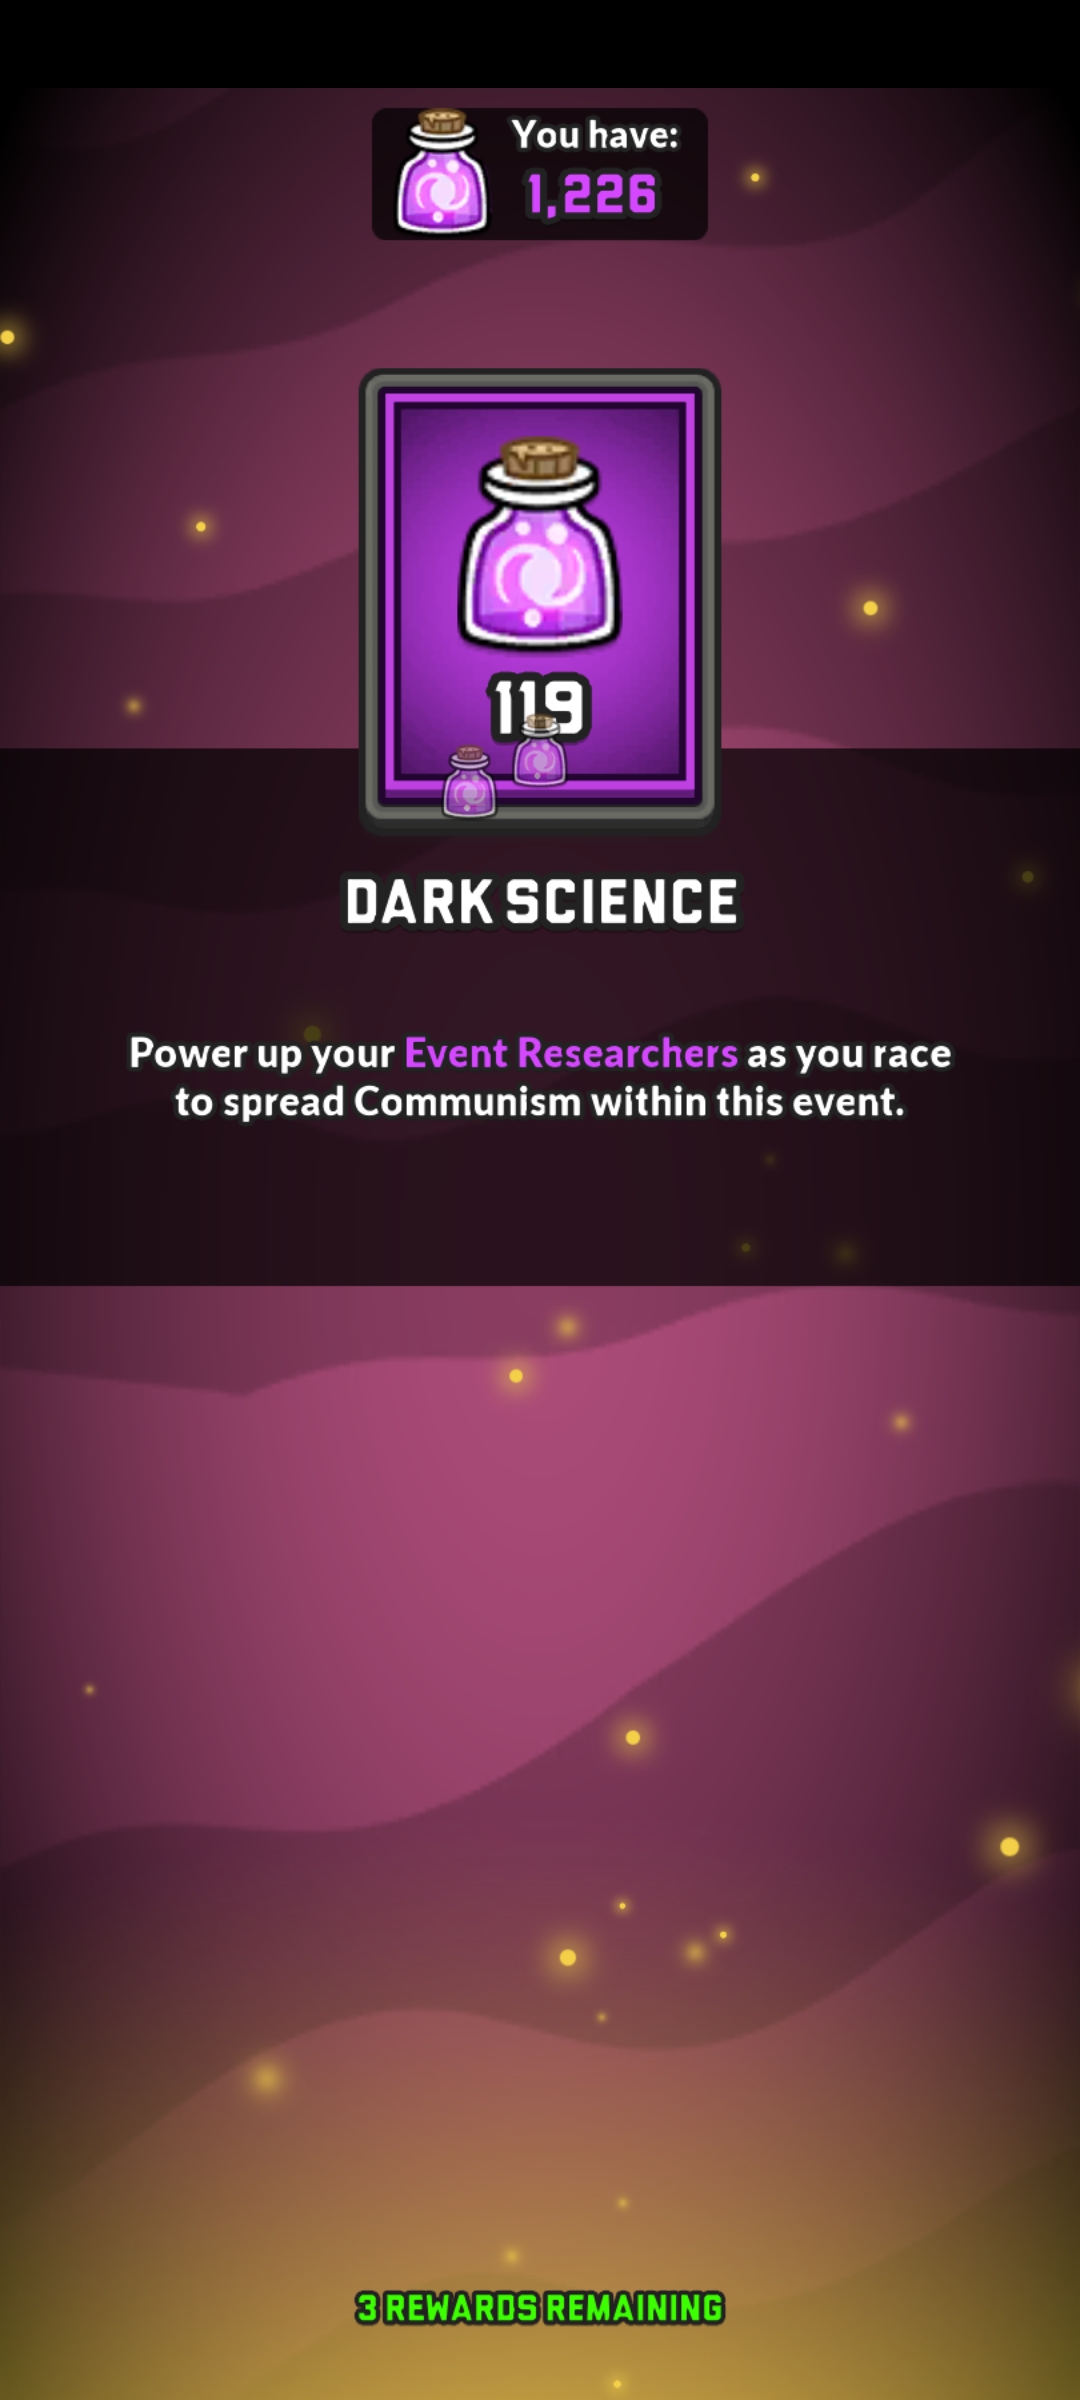 You have:
1,226
119
DARK SCIENCE
Power up your Event Researchers as you race
to spread Communism within this event.
3 REWARDS REMAINING